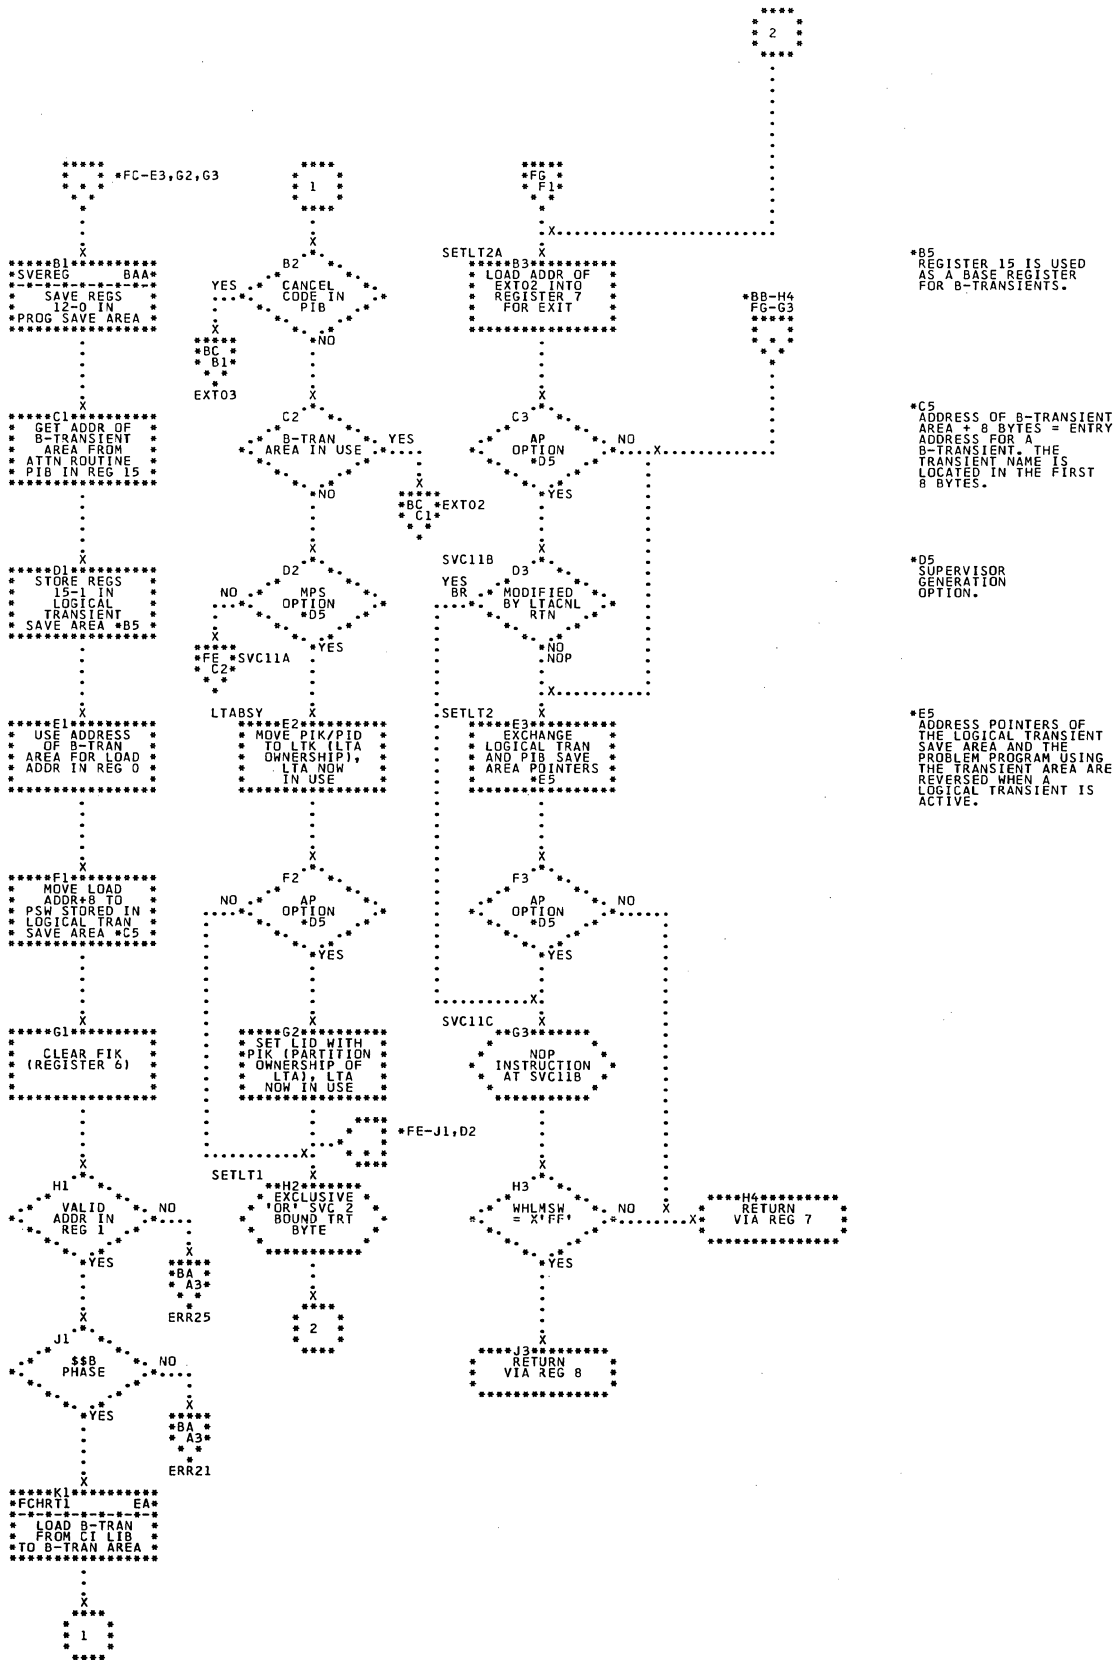 2
*FC-E3,G2,G3
1
*FG
F1
*****B1**********
*SVEREG BAA*
*-*-*-*-*-*-*-*-*
SAVE REGS
12-0 IN
PROG SAVE AREA
B2
CANCEL
CODE IN
PIB
YES
NO
*BC
B1*
EXT03
SETLT2A
*****B3**********
LOAD ADDR OF
EXT02 INTO
REGISTER 7
FOR EXIT
*BB-H4
FG-G3
*B5
REGISTER 15 IS USED
AS A BASE REGISTER
FOR B-TRANSIENTS.
*****C1**********
GET ADDR OF
B-TRANSIENT
AREA FROM
ATTN ROUTINE
PIB IN REG 15
C2
B-TRAN
AREA IN USE
YES
NO
*BC *EXT02
C1*
C3
AP
OPTION
*D5
NO
YES
*C5
ADDRESS OF B-TRANSIENT
AREA + 8 BYTES = ENTRY
ADDRESS FOR A
B-TRANSIENT. THE
TRANSIENT NAME IS
LOCATED IN THE FIRST
8 BYTES.
*****D1**********
STORE REGS
15-1 IN
LOGICAL
TRANSIENT
SAVE AREA *B5
D2
MPS
OPTION
*D5
NO
YES
*FE *SVC11A
C2*
SVC11B
D3
YES
BR
MODIFIED
BY LTACNL
RTN
*NO
NOP
*D5
SUPERVISOR
GENERATION
OPTION.
*****E1**********
USE ADDRESS
OF B-TRAN
AREA FOR LOAD
ADDR IN REG 0
LTABSY
*****E2**********
MOVE PIK/PID
TO LTK (LTA
OWNERSHIP),
LTA NOW
IN USE
SETLT2
*****E3**********
EXCHANGE
LOGICAL TRAN
AND PIB SAVE
AREA POINTERS
*E5
*E5
ADDRESS POINTERS OF
THE LOGICAL TRANSIENT
SAVE AREA AND THE
PROBLEM PROGRAM USING
THE TRANSIENT AREA ARE
REVERSED WHEN A
LOGICAL TRANSIENT IS
ACTIVE.
*****F1**********
MOVE LOAD
ADDR+8 TO
PSW STORED IN
LOGICAL TRAN
SAVE AREA *C5
F2
AP
OPTION
*D5
NO
YES
F3
AP
OPTION
*D5
NO
YES
*****G1**********
CLEAR FIK
(REGISTER 6)
*****G2**********
SET LID WITH
PIK (PARTITION
OWNERSHIP OF
LTA), LTA
NOW IN USE
SVC11C
G3
NOP
INSTRUCTION
AT SVC11B
*FE-J1,D2
H1
VALID
ADDR IN
REG 1
NO
YES
*BA
A3*
ERR25
SETLT1
H2
EXCLUSIVE
'OR' SVC 2
BOUND TRT
BYTE
2
H3
WHLMSW
= X'FF'
NO
YES
****H4*********
RETURN
VIA REG 7
J1
$$B
PHASE
NO
YES
*BA
A3*
ERR21
****J3*********
RETURN
VIA REG 8
*****K1**********
*FCHRT1 EA*
*-*-*-*-*-*-*-*-*
LOAD B-TRAN
FROM CI LIB
TO B-TRAN AREA
1